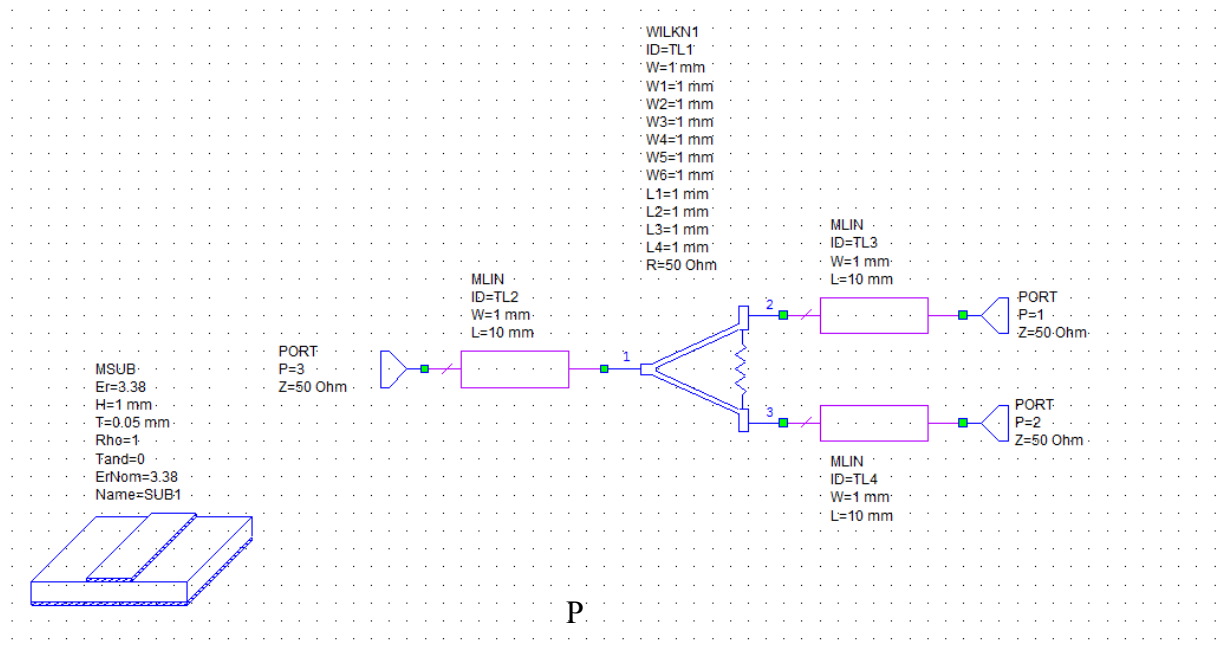 WILKN1
ID=TL1
W=1 mm
W1=1 mm
W2=1 mm
W3=1 mm
W4=1 mm
W5=1 mm
W6=1 mm
L1=1 mm
L2=1 mm
L3=1 mm
L4=1 mm
R=50 Ohm
MLIN
ID=TL3
W=1 mm
L=10 mm
MLIN
ID=TL2
W=1 mm
L=10 mm
2
PORT
P=1
Z=50 Ohm
PORT
P=3
Z=50 Ohm
1
MSUB
Er=3.38
H=1 mm
T=0.05 mm
Rho=1
Tand=0
ErNom=3.38
Name=SUB1
3
PORT
P=2
Z=50 Ohm
MLIN
ID=TL4
W=1 mm
L=10 mm
P